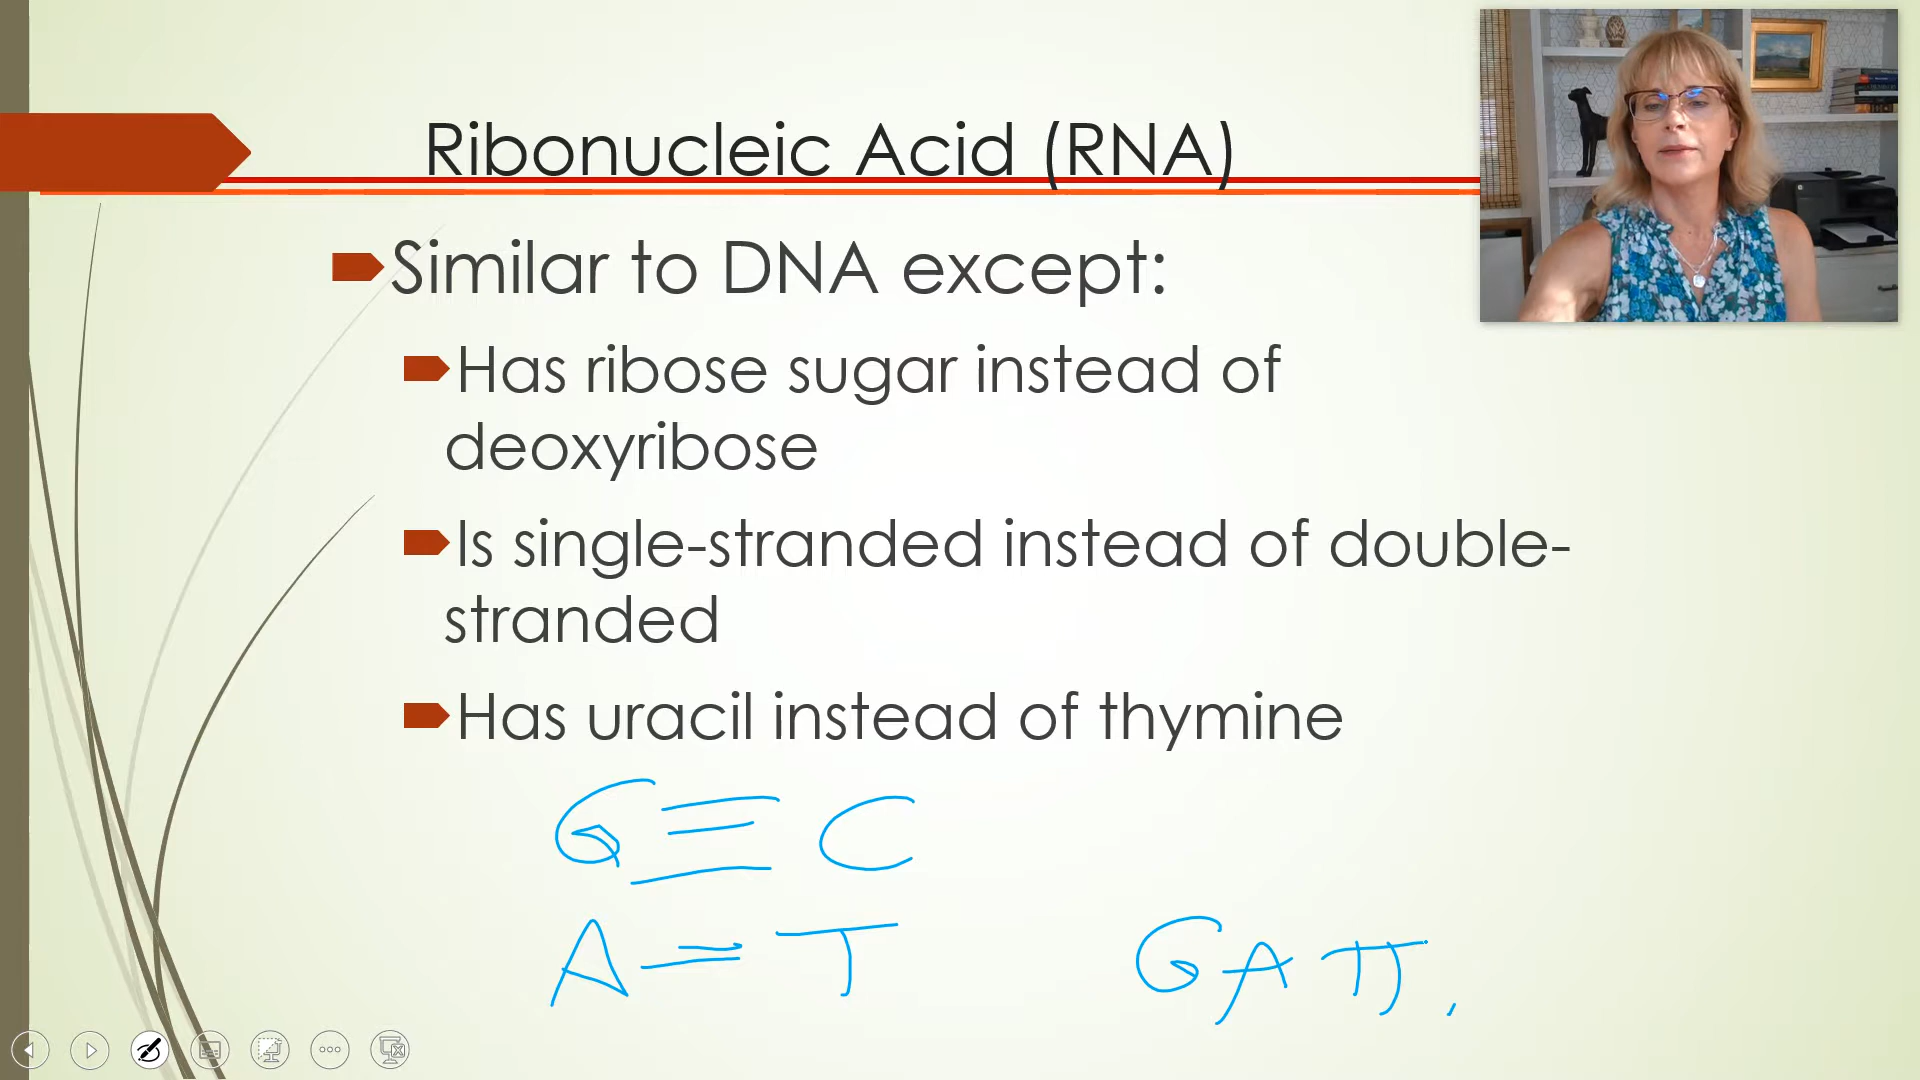 Ribonucleic Acid (RNA)
Similar to DNA except:
Has ribose sugar instead of
deoxyribose
Is single-stranded instead of double-
stranded
Has uracil instead of thymine
G ≡ C
A = T
GATT,